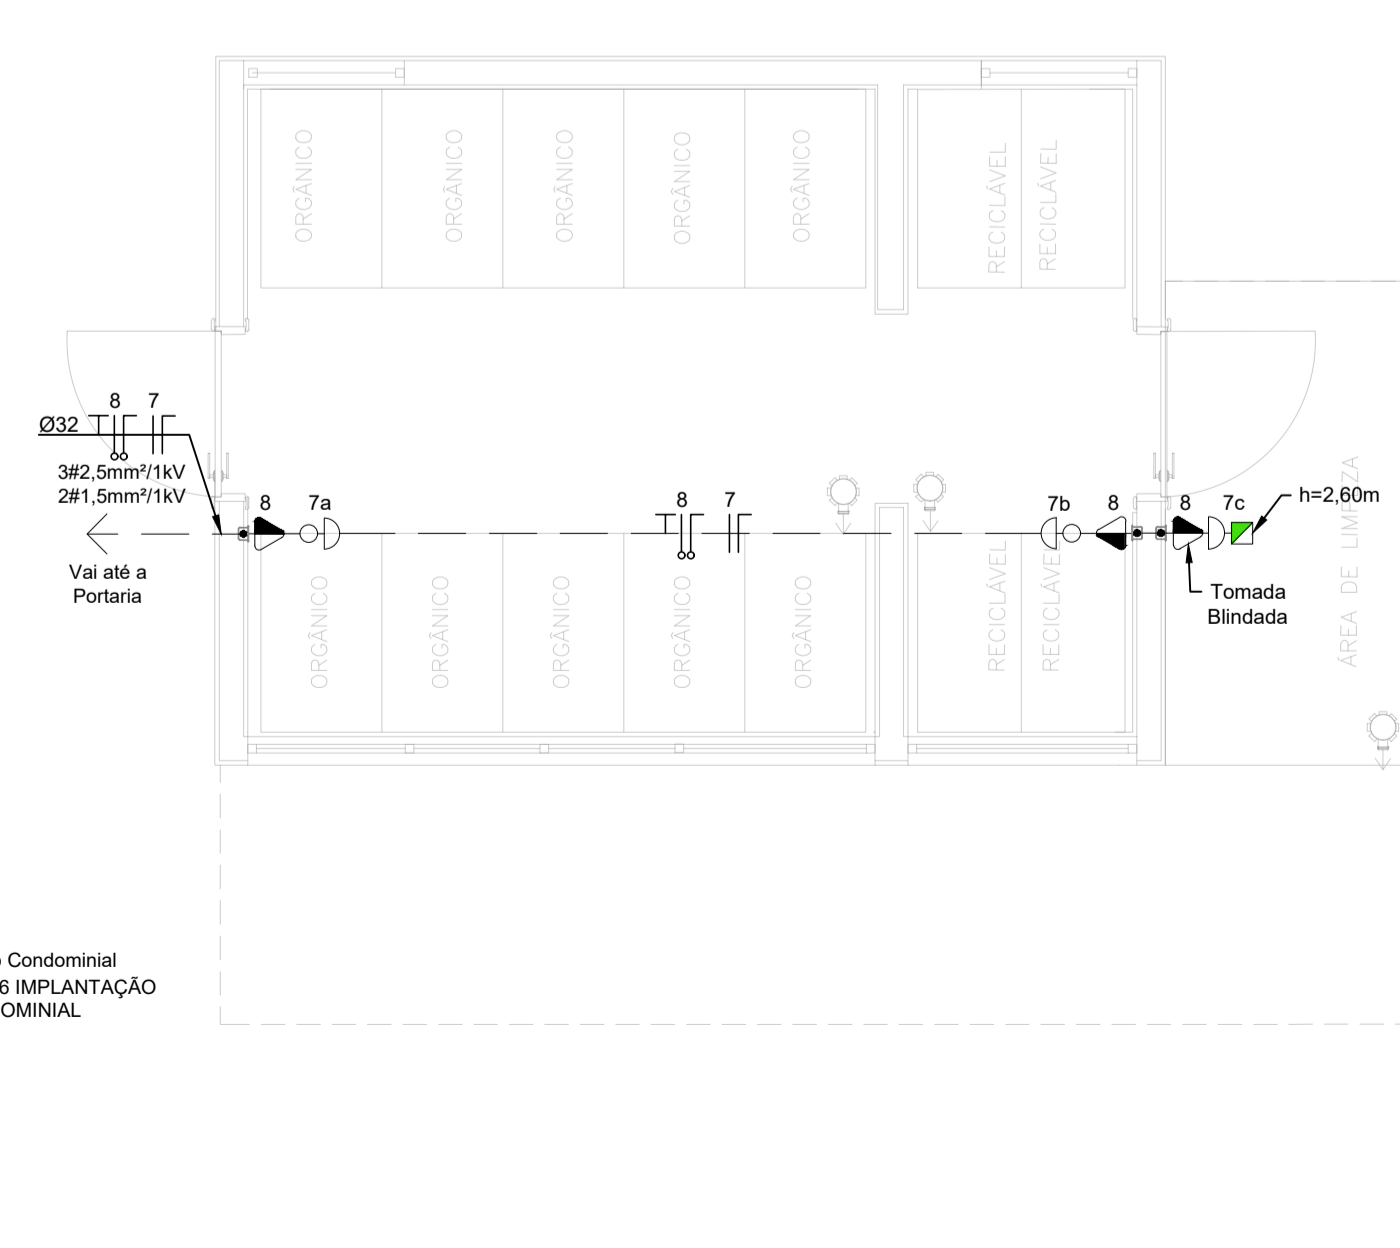 ORGÂNICO
ORGÂNICO
ORGÂNICO
ORGÂNICO
ORGÂNICO
RECICLÁVEL
RECICLÁVEL
8 7
Ø32
3#2,5mm²/1kV
2#1,5mm²/1kV
8 7a
8 7
7b 8
8 7c
h=2,60m
Vai até a
Portaria
Tomada
Blindada
ÁREA DE LIMPEZA
ORGÂNICO
ORGÂNICO
ORGÂNICO
ORGÂNICO
ORGÂNICO
RECICLÁVEL
RECICLÁVEL
Condominial
6 IMPLANTAÇÃO
OMINIAL